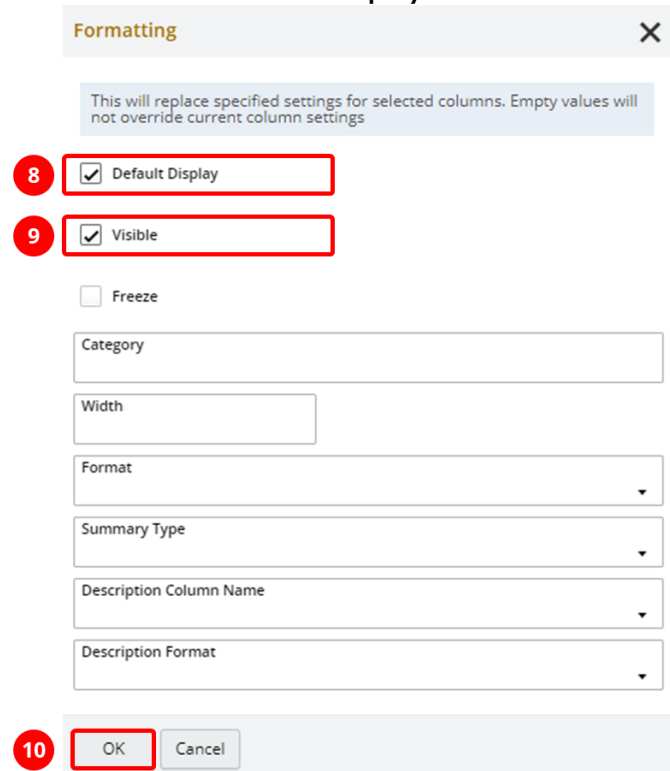 Formatting
This will replace specified settings for selected columns. Empty values will
not override current column settings
8 Default Display
9 Visible
Freeze
Category
Width
Format
Summary Type
Description Column Name
Description Format
10 OK Cancel